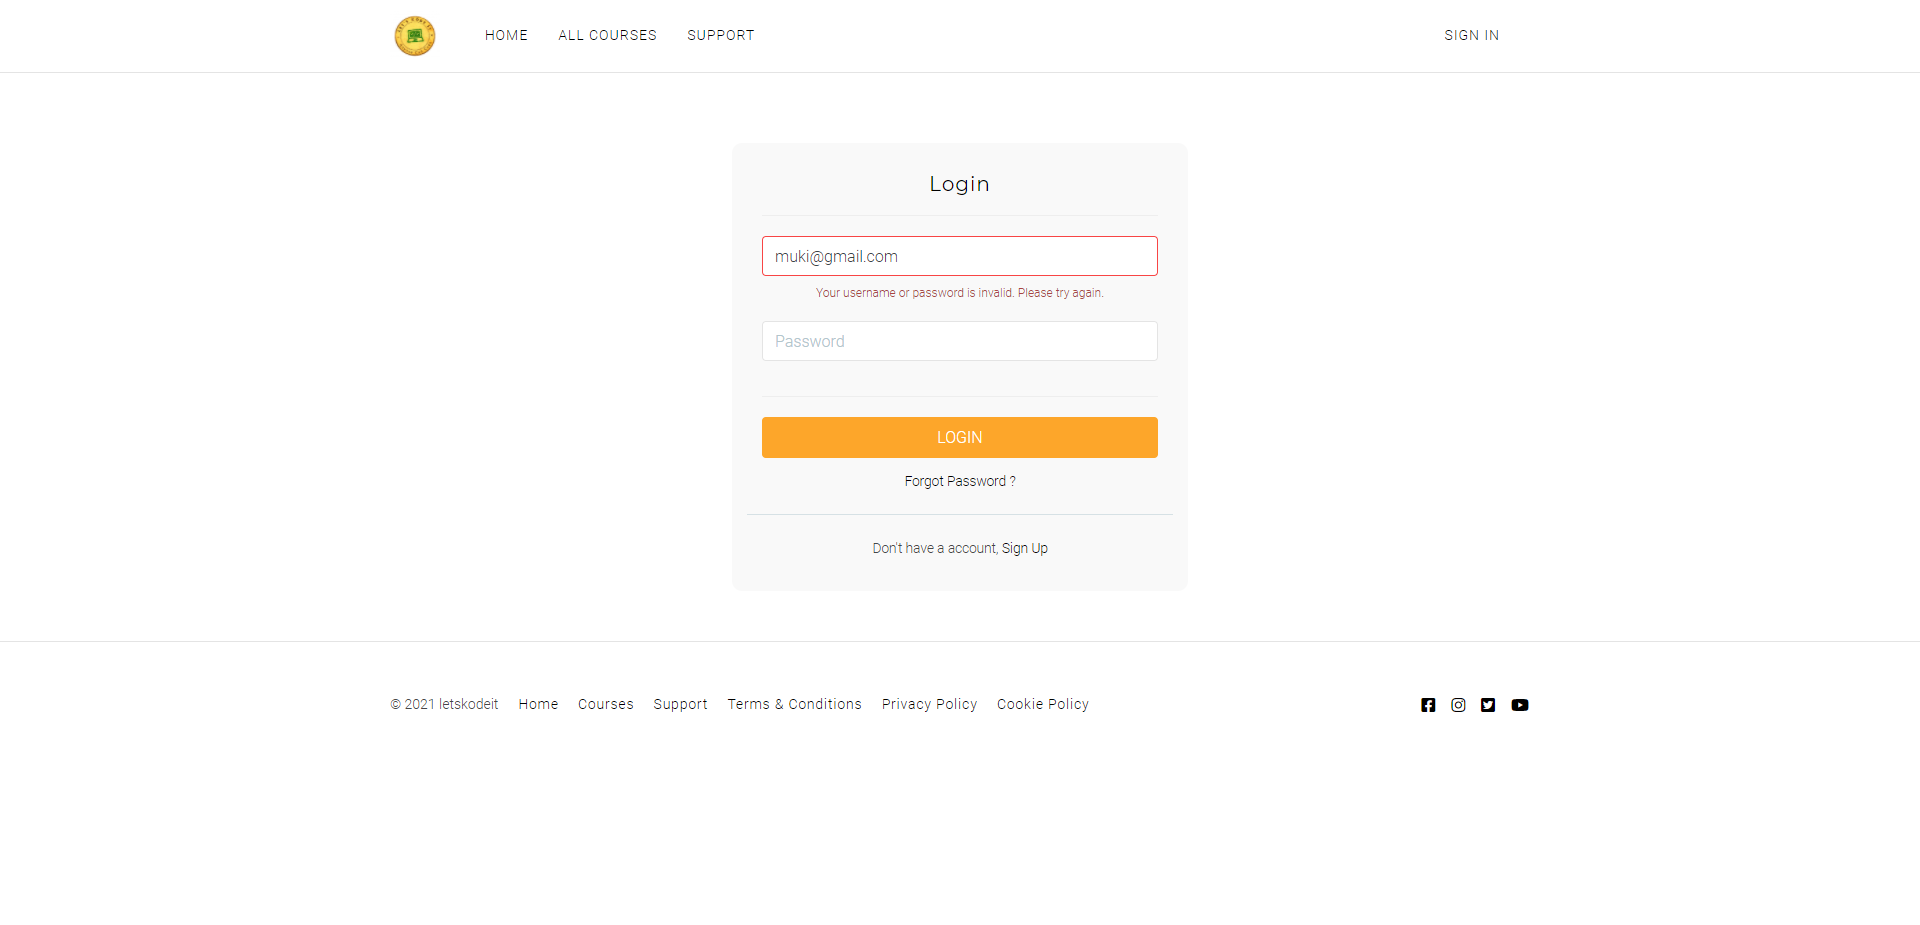 HOME ALL COURSES SUPPORT SIGN IN
Login
muki@gmail.com
Your username or password is invalid. Please try again.
Password
LOGIN
Forgot Password ?
Don't have a account, Sign Up
© 2021 letskodeit Home Courses Support Terms & Conditions Privacy Policy Cookie Policy